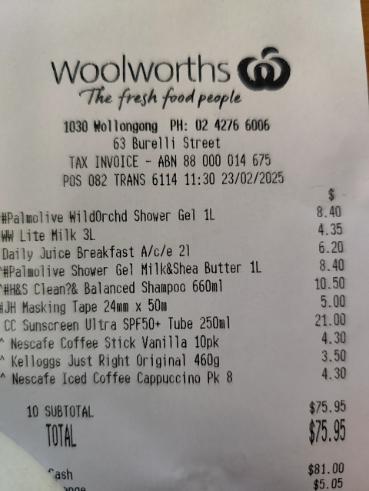 Woolworths
The fresh food people
1030 Wollongong PH: 02 4276 6006
63 Burelli Street
TAX INVOICE - ABN 88 000 014 675
POS 082 TRANS 6114 11:30 23/02/2025
$
#Palmolive WildOrchd Shower Gel 1L 8.40
WW Lite Milk 3L 4.35
Daily Juice Breakfast A/c/e 2l 6.20
^#Palmolive Shower Gel Milk&Shea Butter 1L 8.40
^#H&S Clean?& Balanced Shampoo 660ml 10.50
#JH Masking Tape 24mm x 50m 5.00
CC Sunscreen Ultra SPF50+ Tube 250ml 21.00
^ Nescafe Coffee Stick Vanilla 10pk 4.30
^ Kelloggs Just Right Original 460g 3.50
^ Nescafe Iced Coffee Cappucino Pk 8 4.30
10 SUBTOTAL $75.95
TOTAL $75.95
$81.00
$5.05